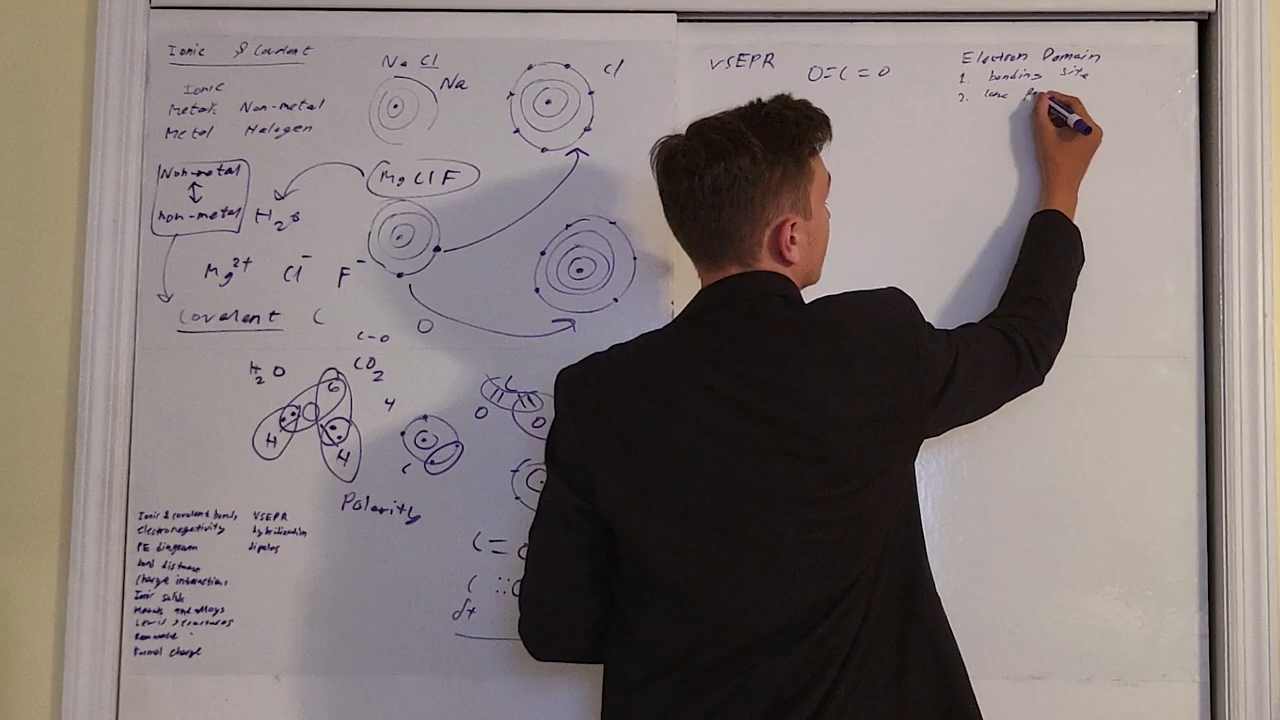 Ionic & Covalent
Ionic
Metals Non-metal
Metal Halogen
Non-metal
non-metal
H2O
Mg2+ Cl- F-
Covalent C
Na Cl
Na
Cl
Mg Cl F
O
C-O
H2O
CO2
6
H
H
4
C
C
O
O
Polarity
C=
C ::
δ+
Ionic & covalent bonds,
electronegativity
PE diagram
bond distance
charge interactions
Ionic solids
Metals and alloys
Lewis structures
Resonance
Formal charge
VSEPR
hybridization
dipoles
VSEPR
O=C=O
Electron Domain
1. bonding site
2. lone